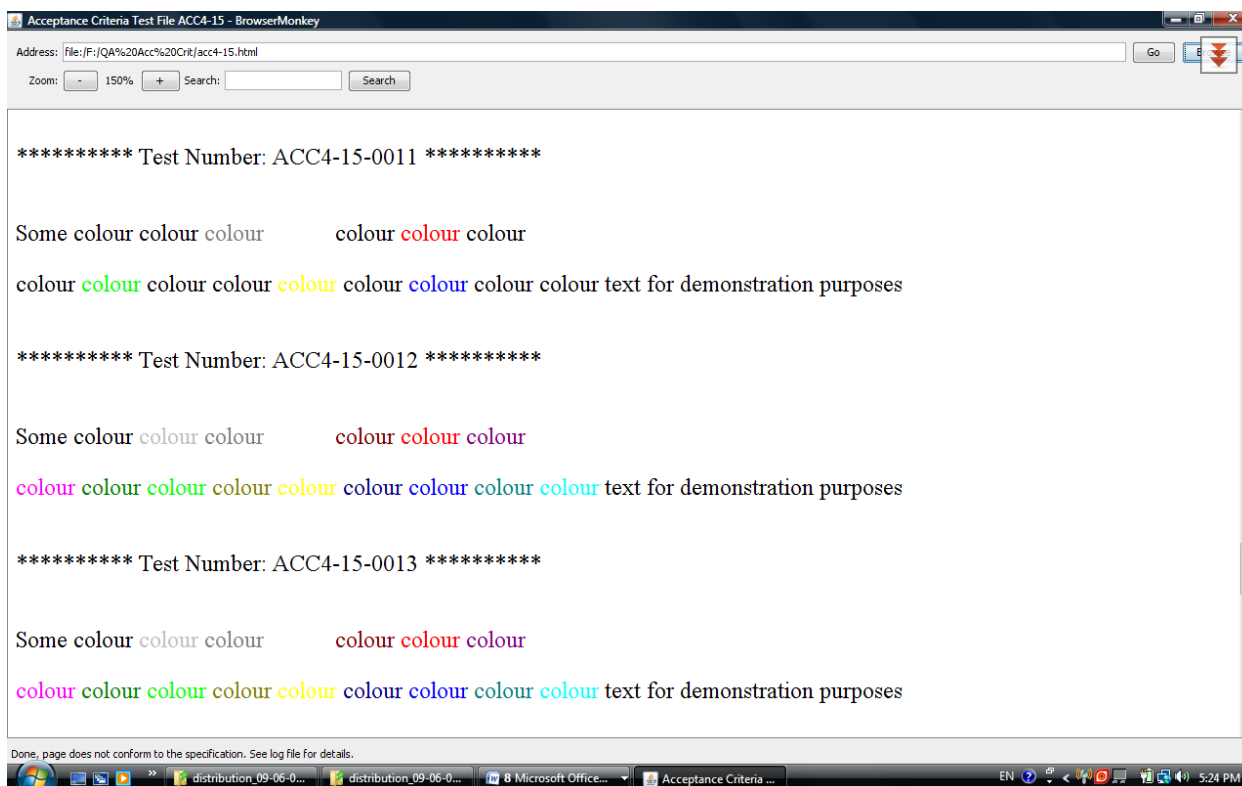 Acceptance Criteria Test File ACC4-15 - BrowserMonkey
Address: file:/F:/QA%20Acc%20Crit/acc4-15.html Go
Zoom: - 150% + Search: Search
********** Test Number: ACC4-15-0011 **********
Some colour colour colour colour colour colour
colour colour colour colour colour colour colour colour colour text for demonstration purposes
********** Test Number: ACC4-15-0012 **********
Some colour colour colour colour colour colour
colour colour colour colour colour colour colour colour colour text for demonstration purposes
********** Test Number: ACC4-15-0013 **********
Some colour colour colour colour colour colour
colour colour colour colour colour colour colour colour colour text for demonstration purposes
Done, page does not conform to the specification. See log file for details.
distribution_09-06-0... distribution_09-06-0... 8 Microsoft Office... Acceptance Criteria ... EN 5:24 PM